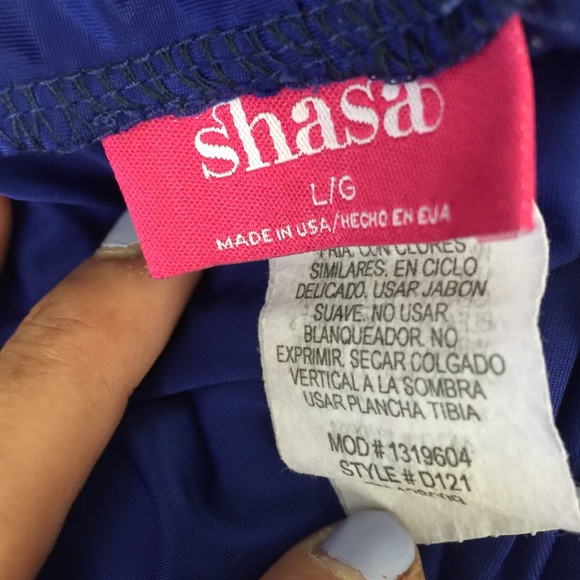 shasa
L/G
MADE IN USA/HECHO EN EUA
FRIA. CON CLORES
SIMILARES. EN CICLO
DELICADO. USAR JABON
SUAVE. NO USAR
BLANQUEADOR. NO
EXPRIMIR. SECAR COLGADO
VERTICAL A LA SOMBRA
USAR PLANCHA TIBIA
MOD # 1319604
STYLE # D121